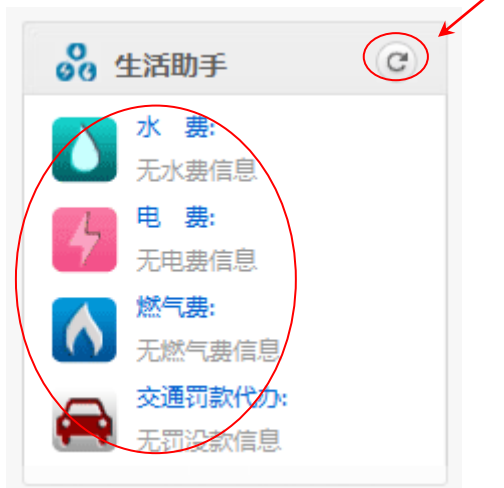 生活助手
水 费:
无水费信息
电 费:
无电费信息
燃气费:
无燃气费信息
交通罚款代办:
无罚没款信息